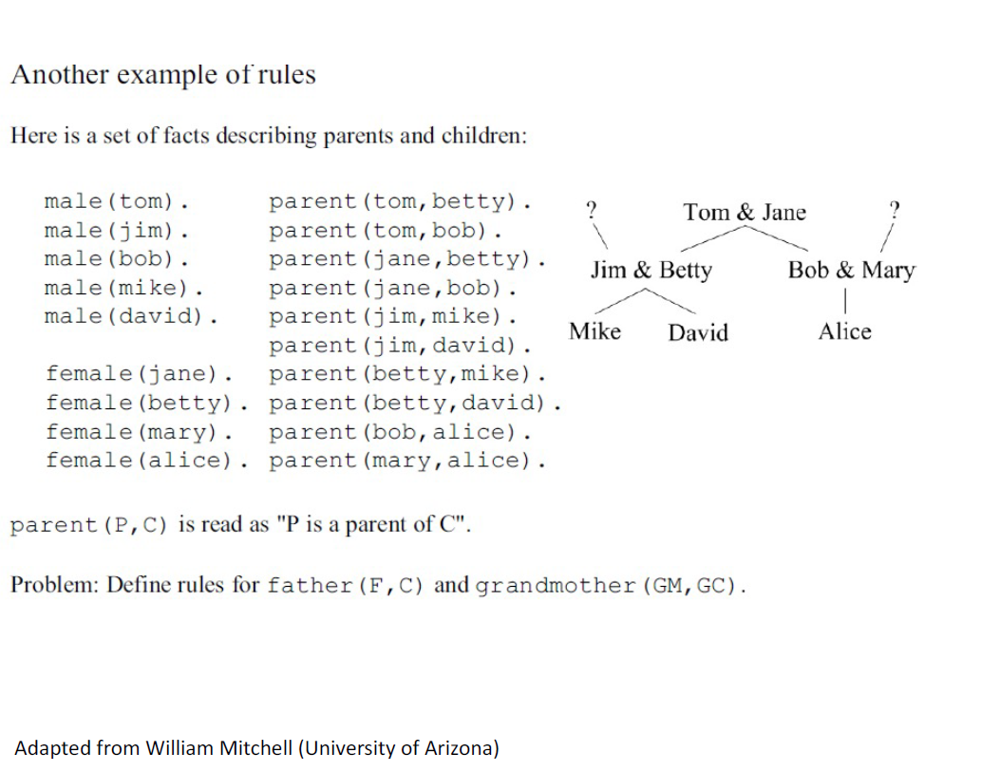 Another example of rules
Here is a set of facts describing parents and children:
male(tom).
male(jim).
male(bob).
male(mike).
male(david).
female(jane).
female(betty).
female(mary).
female(alice).
parent(tom,betty).
parent(tom,bob).
parent(jane,betty).
parent(jane,bob).
parent(jim,mike).
parent(jim,david).
parent(betty,mike).
parent(betty,david).
parent(bob,alice).
parent(mary,alice).
? Tom & Jane ?
Jim & Betty Bob & Mary
Mike David Alice
parent(P,C) is read as "P is a parent of C".
Problem: Define rules for father(F,C) and grandmother(GM,GC).
Adapted from William Mitchell (University of Arizona)